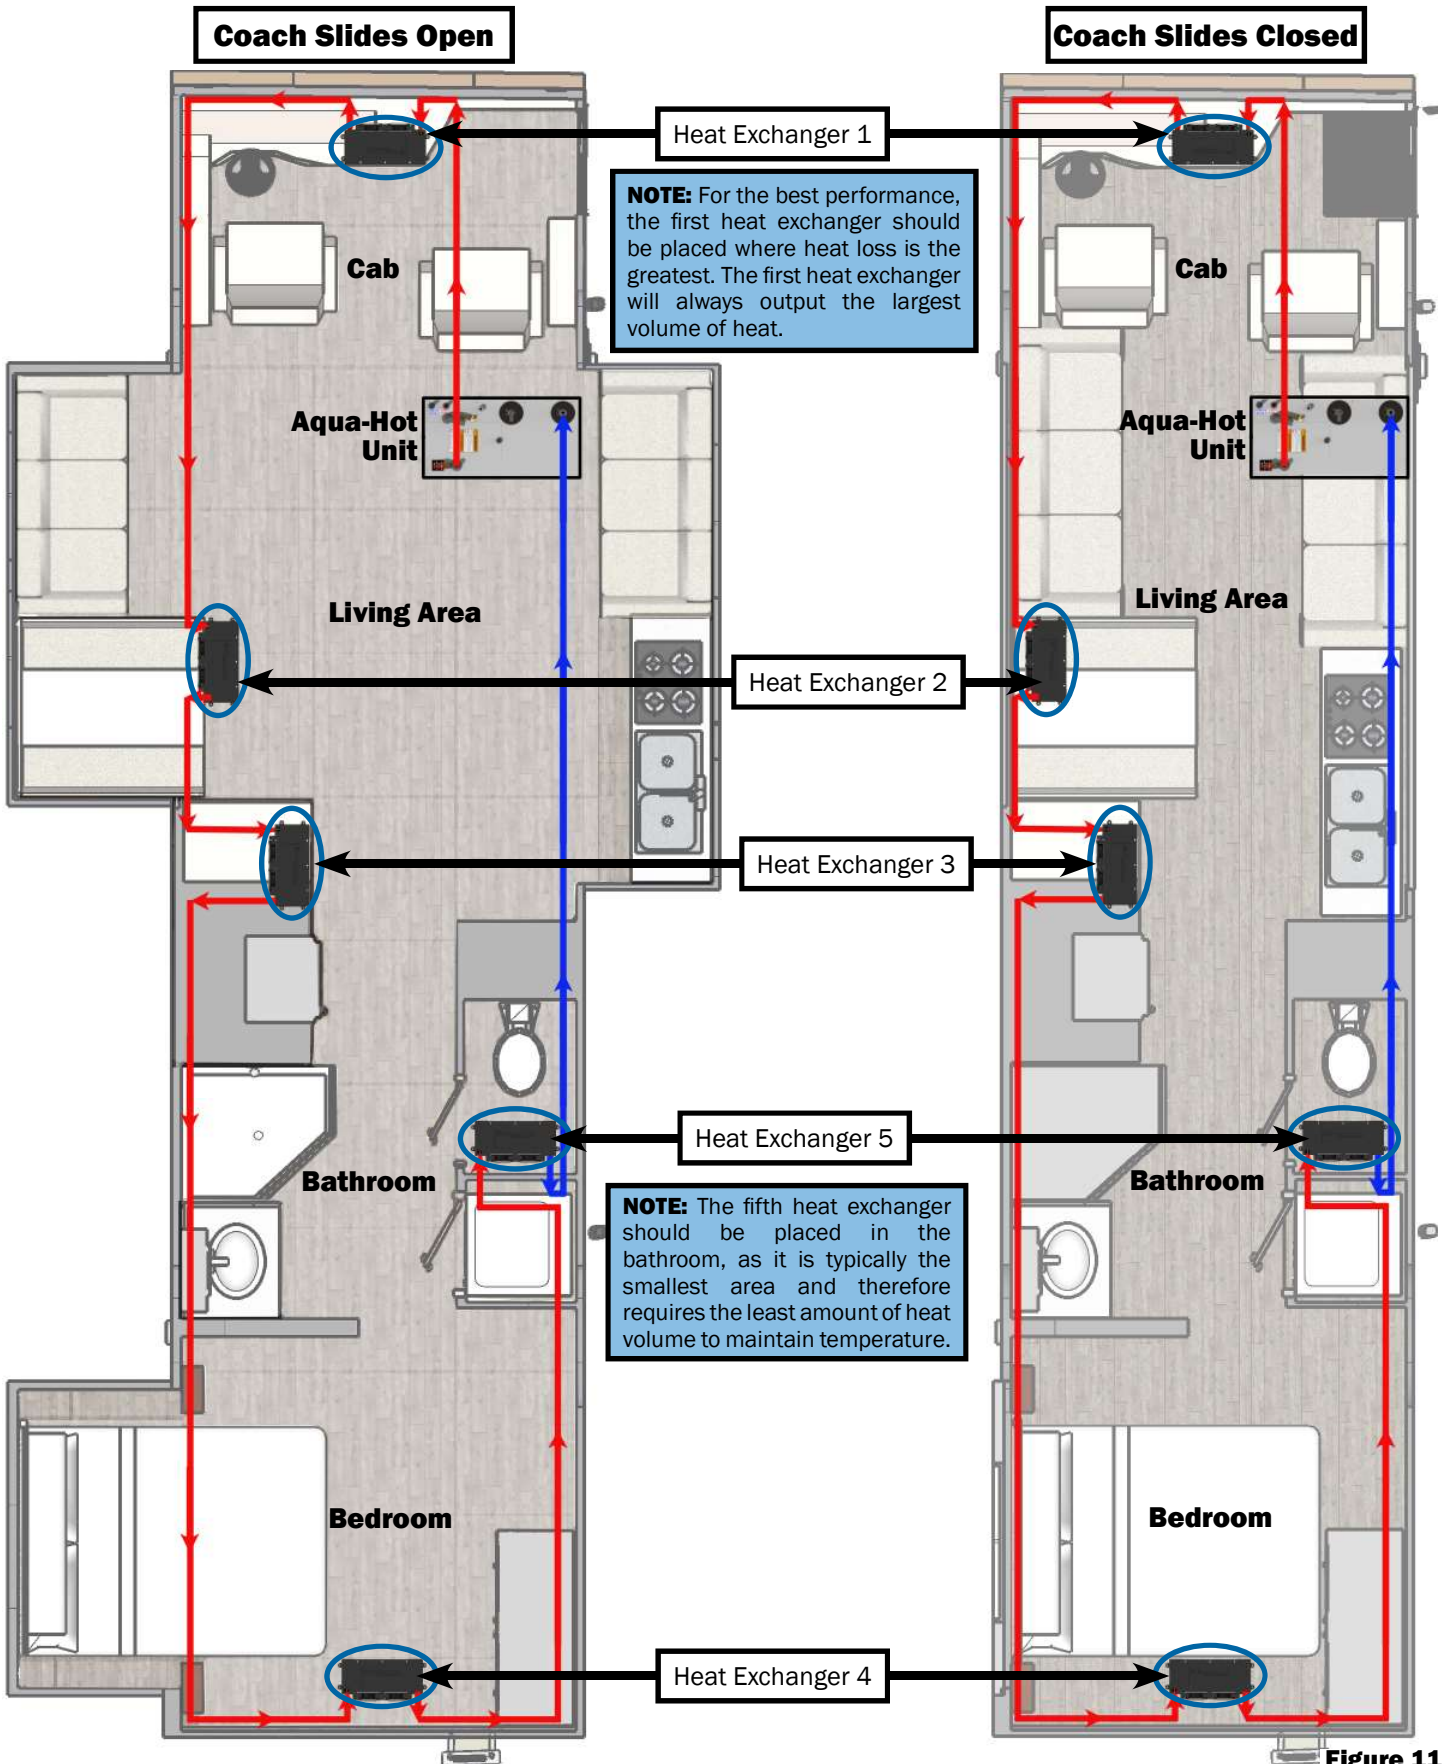 Coach Slides Open
Coach Slides Closed
Heat Exchanger 1
NOTE: For the best performance,
the first heat exchanger should
be placed where heat loss is the
greatest. The first heat exchanger
will always output the largest
volume of heat.
Cab
Cab
Aqua-Hot
Unit
Aqua-Hot
Unit
Living Area
Living Area
Heat Exchanger 2
Heat Exchanger 3
Heat Exchanger 5
Bathroom
Bathroom
NOTE: The fifth heat exchanger
should be placed in the
bathroom, as it is typically the
smallest area and therefore
requires the least amount of heat
volume to maintain temperature.
Bedroom
Bedroom
Heat Exchanger 4
Figure 11